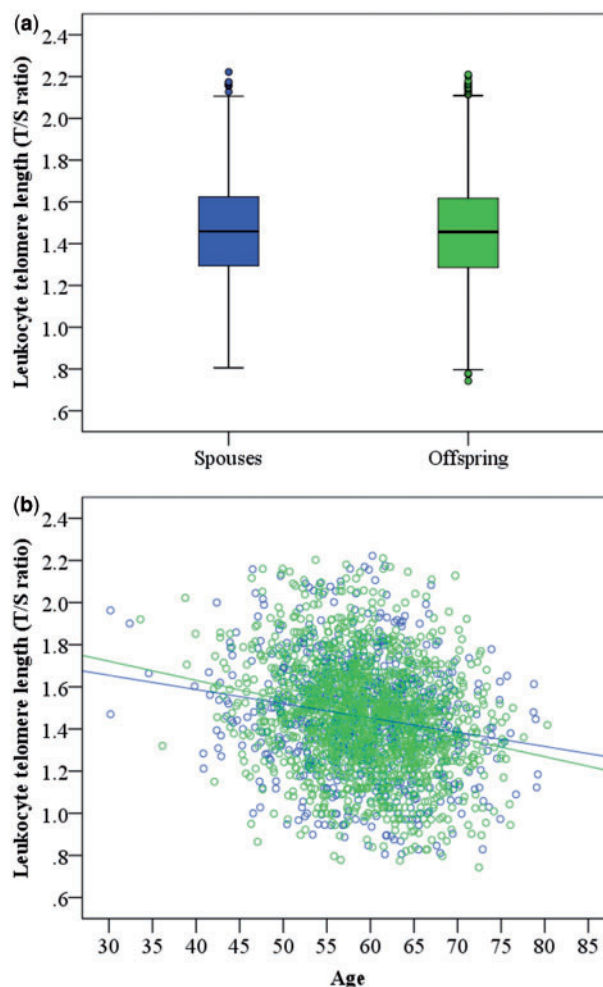 (a)
Leukocyte telomere length (T/S ratio)
2.4
2.2
2.0
1.8
1.6
1.4
1.2
1.0
.8
.6
Spouses Offspring
(b)
Leukocyte telomere length (T/S ratio)
2.4
2.2
2.0
1.8
1.6
1.4
1.2
1.0
.8
.6
30 35 40 45 50 55 60 65 70 75 80 85
Age